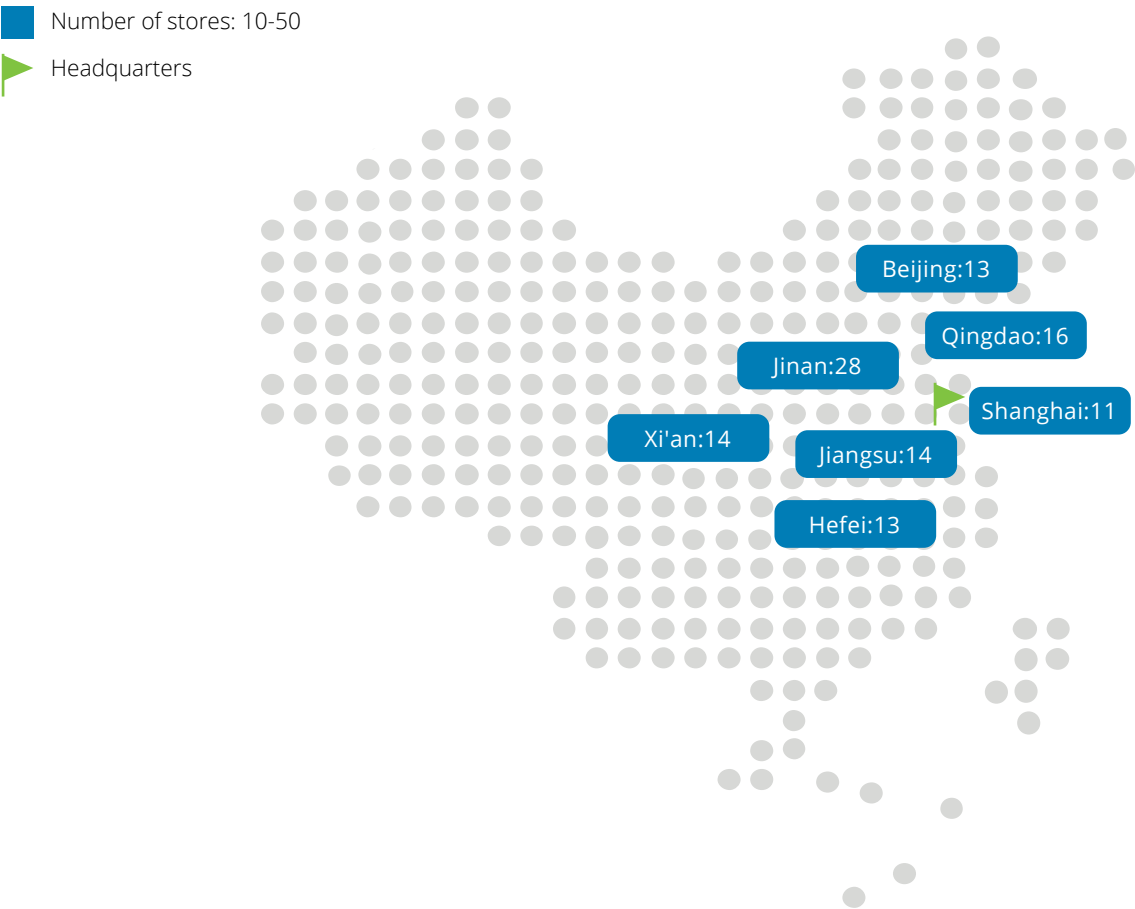 Number of stores: 10-50
Headquarters
Beijing:13
Qingdao:16
Jinan:28
Shanghai:11
Xi'an:14
Jiangsu:14
Hefei:13